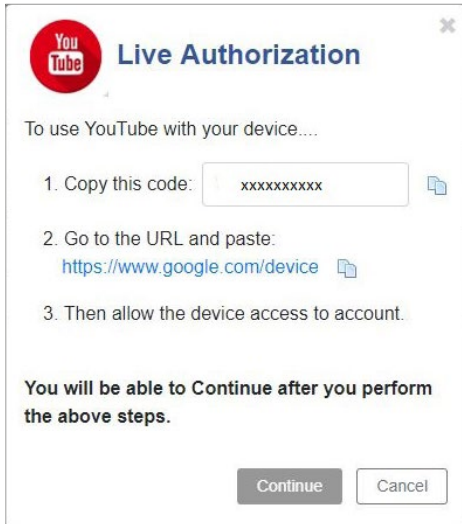 You
Tube
Live Authorization
To use YouTube with your device....
1. Copy this code: xxxxxxxxxx
2. Go to the URL and paste:
https://www.google.com/device
3. Then allow the device access to account.
You will be able to Continue after you perform
the above steps.
Continue Cancel